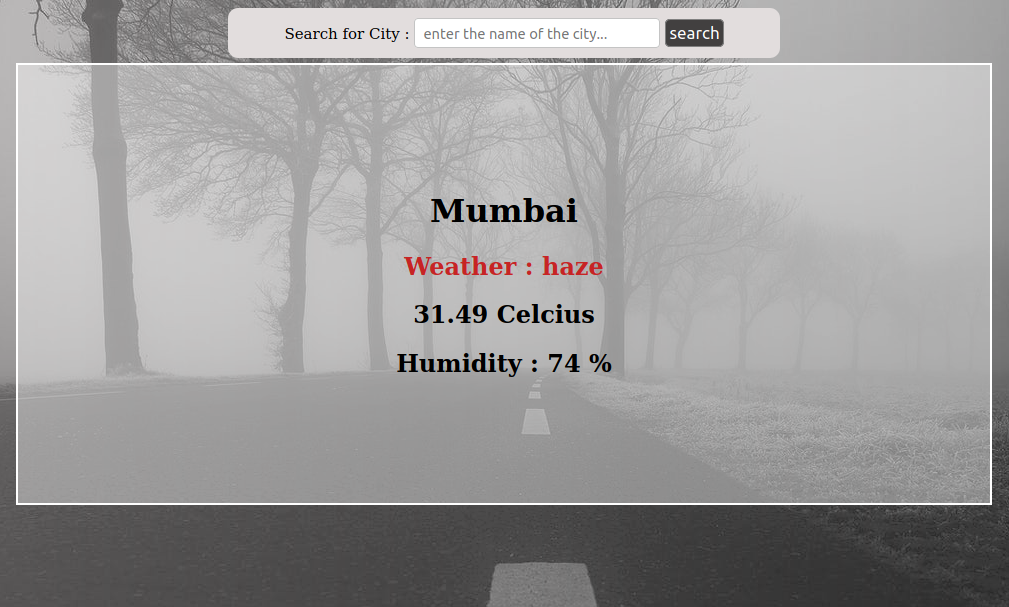 Search for City : enter the name of the city... search
Mumbai
Weather : haze
31.49 Celcius
Humidity : 74 %